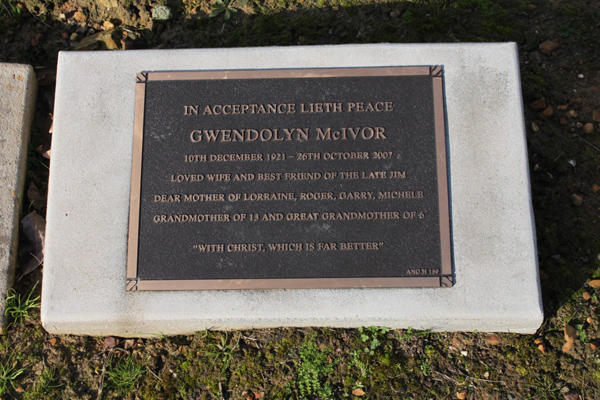 IN ACCEPTANCE LIETH PEACE
GWENDOLYN McIVOR
10TH DECEMBER 1921 - 26TH OCTOBER 2007
LOVED WIFE AND BEST FRIEND OF THE LATE JIM
DEAR MOTHER OF LORRAINE, ROGER, GARRY, MICHELE
GRANDMOTHER OF 13 AND GREAT GRANDMOTHER OF 6
"WITH CHRIST, WHICH IS FAR BETTER"